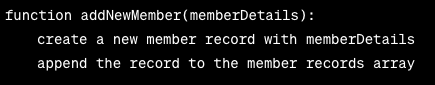 function addNewMember(memberDetails):
    create a new member record with memberDetails
    append the record to the member records array